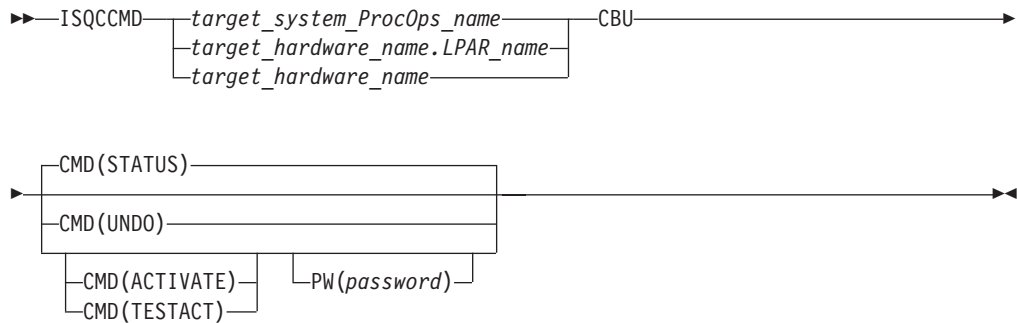 ISQCCMD target_system_ProcOps_name CBU
target_hardware_name.LPAR_name
target_hardware_name
CMD(STATUS)
CMD(UNDO)
CMD(ACTIVATE) PW(password)
CMD(TESTACT)